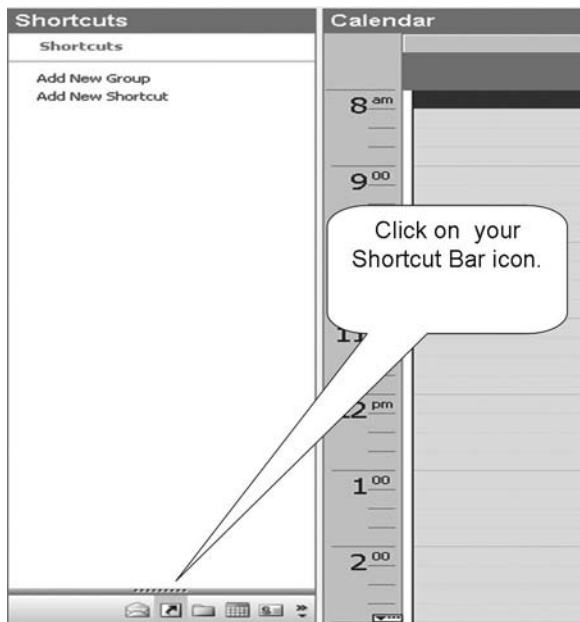 Shortcuts
Shortcuts
Add New Group
Add New Shortcut
Calendar
8 am
9 00
Click on your
Shortcut Bar icon.
11
pm
1 00
2 00